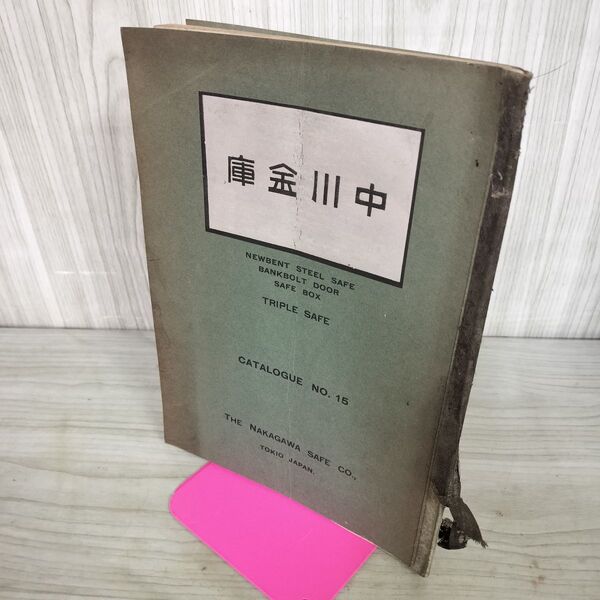 中川金庫
NEWBENT STEEL SAFE
BANKBOLT DOOR
SAFE BOX
TRIPLE SAFE
CATALOGUE NO. 15
THE NAKAGAWA SAFE CO.,
TOKIO JAPAN.